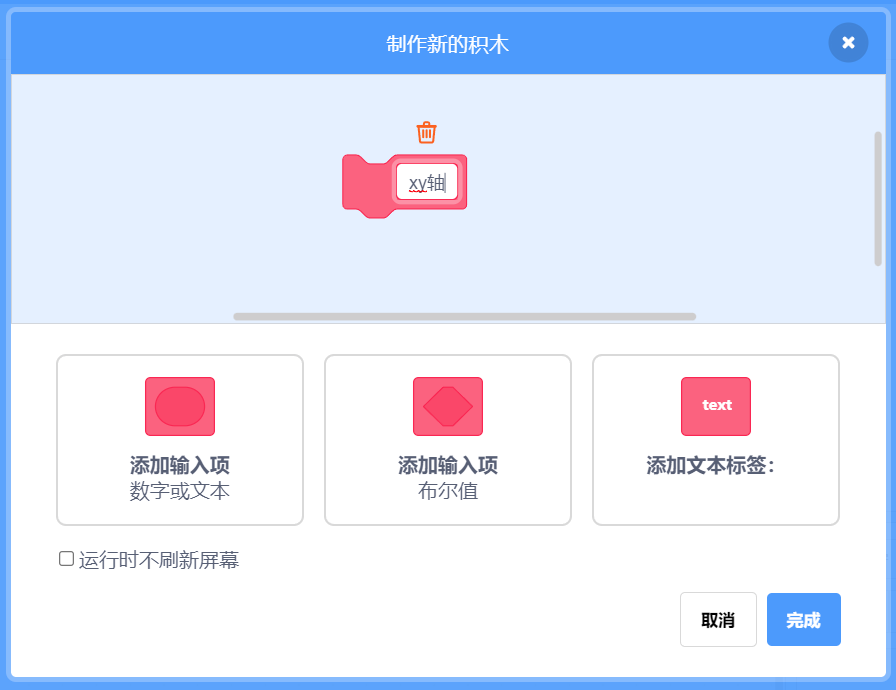 制作新的积木
xy轴
text
添加输入项
数字或文本
添加输入项
布尔值
添加文本标签：
运行时不刷新屏幕
取消
完成